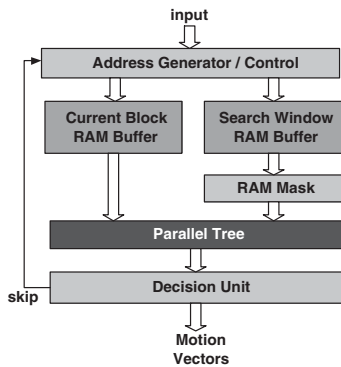 input
Address Generator / Control
Current Block
RAM Buffer
Search Window
RAM Buffer
RAM Mask
Parallel Tree
Decision Unit
skip
Motion
Vectors